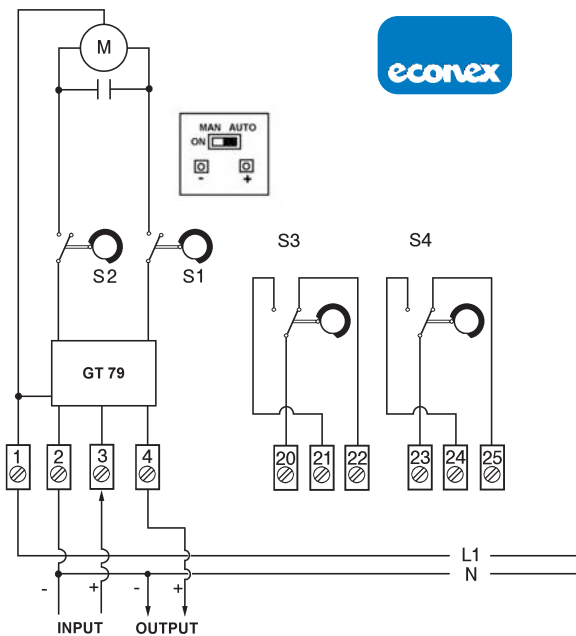 M
econex
MAN AUTO
ON
- +
S2 S1 S3 S4
GT 79
1 2 3 4 20 21 22 23 24 25
L1
N
- + - +
INPUT OUTPUT